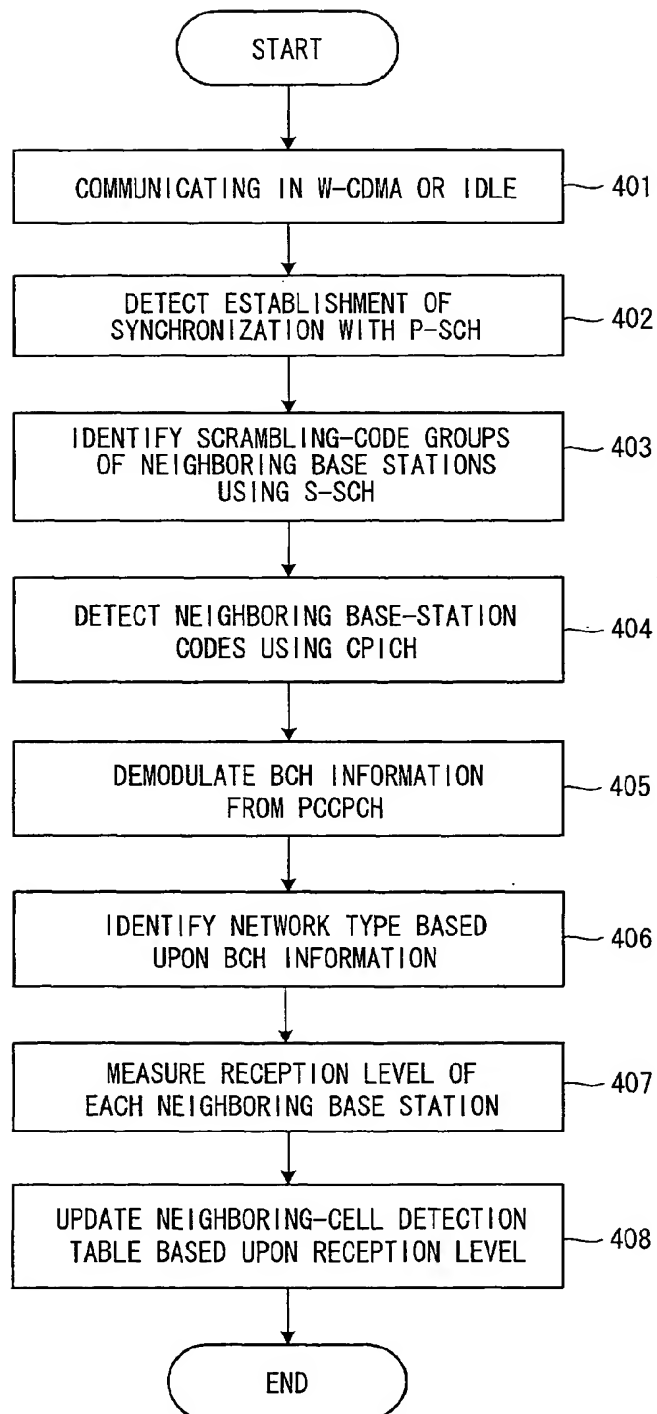 START
COMMUNICATING IN W-CDMA OR IDLE
401
DETECT ESTABLISHMENT OF
SYNCHRONIZATION WITH P-SCH
402
IDENTIFY SCRAMBLING-CODE GROUPS
OF NEIGHBORING BASE STATIONS
USING S-SCH
403
DETECT NEIGHBORING BASE-STATION
CODES USING CPICH
404
DEMODULATE BCH INFORMATION
FROM PCCPCH
405
IDENTIFY NETWORK TYPE BASED
UPON BCH INFORMATION
406
MEASURE RECEPTION LEVEL OF
EACH NEIGHBORING BASE STATION
407
UPDATE NEIGHBORING-CELL DETECTION
TABLE BASED UPON RECEPTION LEVEL
408
END